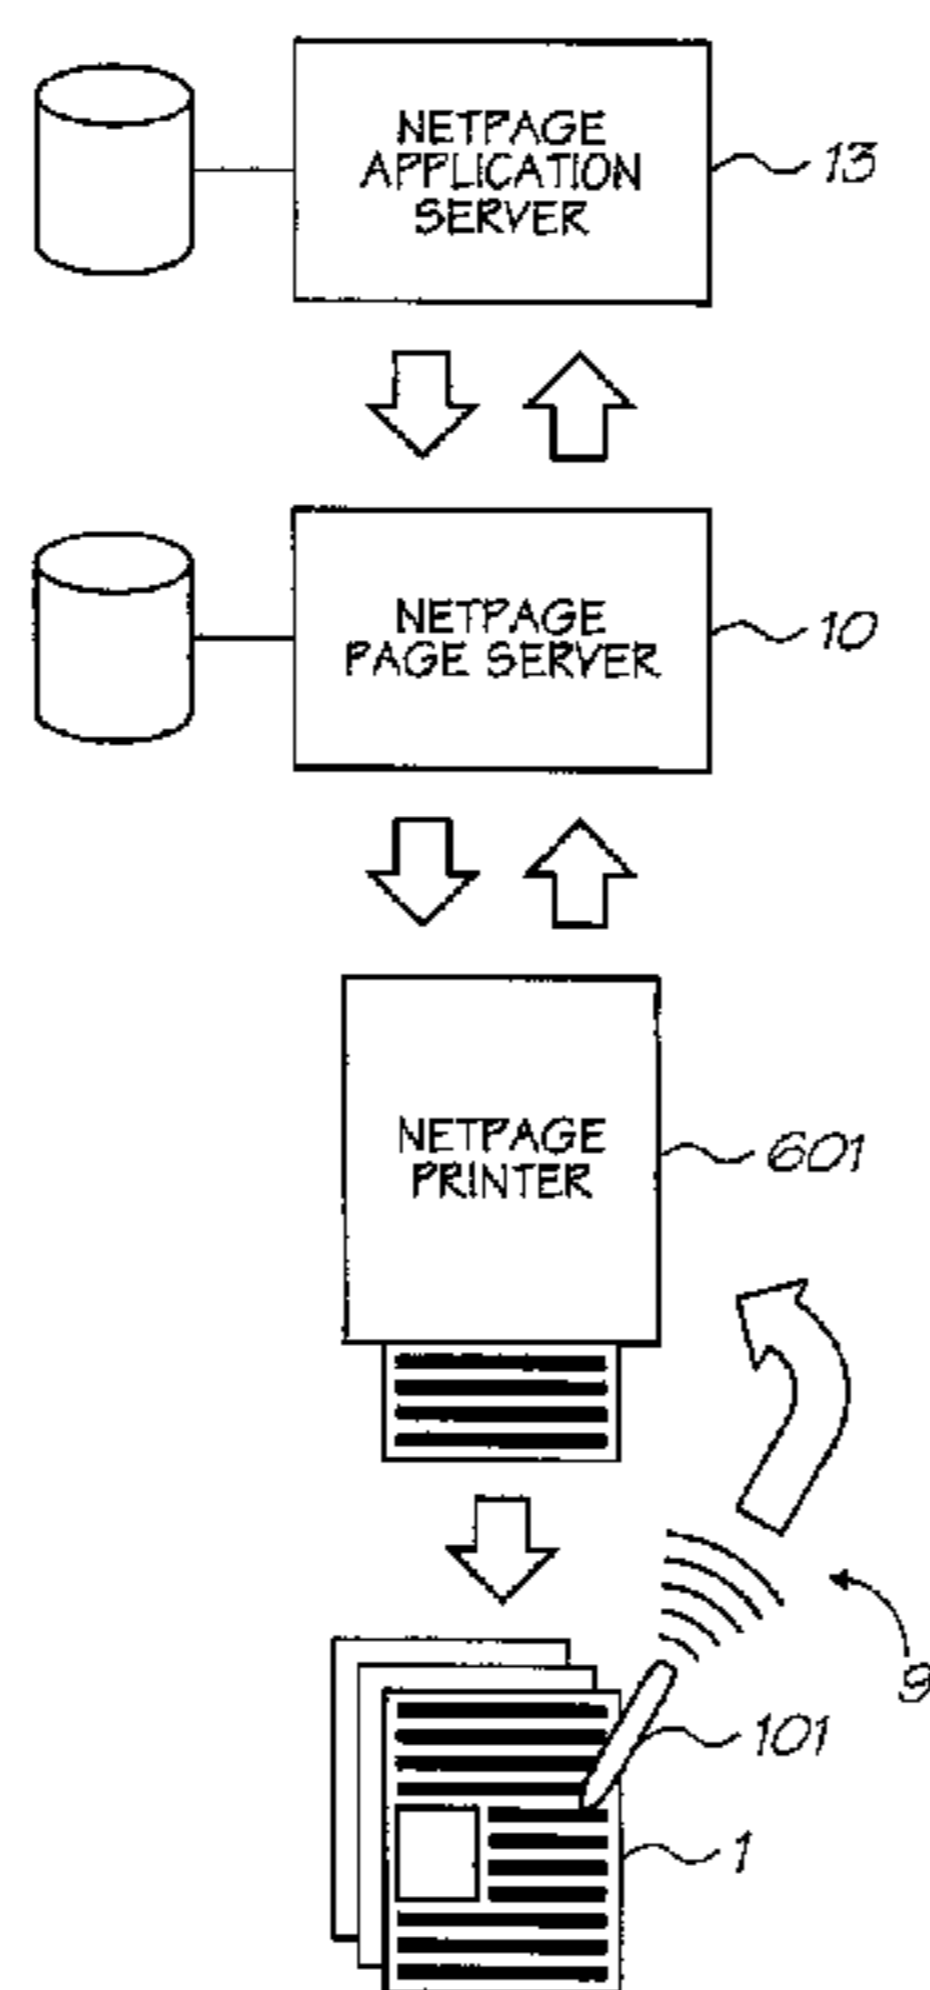 NETPAGE
APPLICATION
SERVER
13
NETPAGE
PAGE SERVER
10
NETPAGE
PRINTER
601
9
101
1